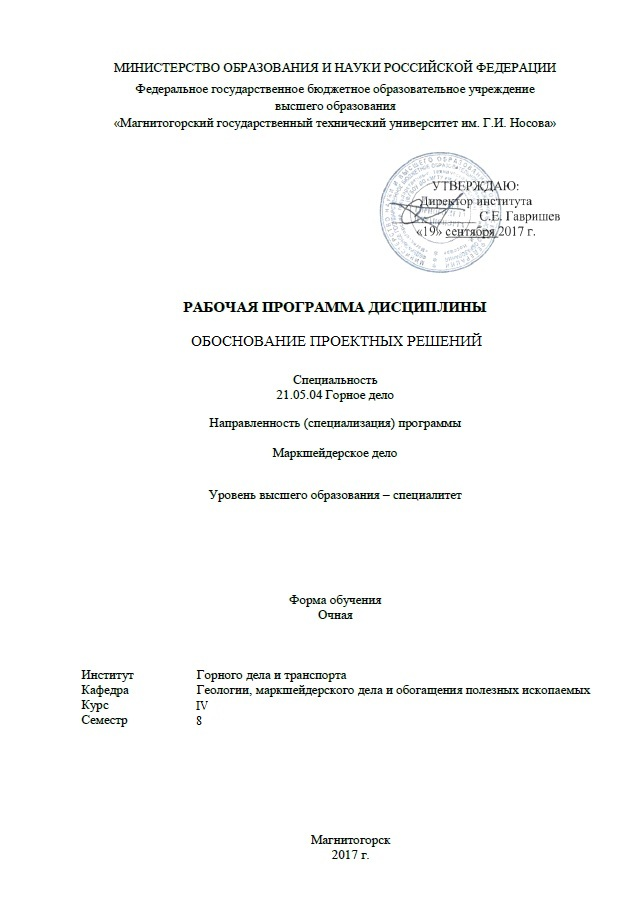 МИНИСТЕРСТВО ОБРАЗОВАНИЯ И НАУКИ РОССИЙСКОЙ ФЕДЕРАЦИИ
Федеральное государственное бюджетное образовательное учреждение
высшего образования
«Магнитогорский государственный технический университет им. Г.И. Носова»
УТВЕРЖДАЮ:
Директор института
С.Е. Гавришев
«19» сентября 2017 г.
РАБОЧАЯ ПРОГРАММА ДИСЦИПЛИНЫ
ОБОСНОВАНИЕ ПРОЕКТНЫХ РЕШЕНИЙ
Специальность
21.05.04 Горное дело
Направленность (специализация) программы
Маркшейдерское дело
Уровень высшего образования – специалитет
Форма обучения
Очная
Институт Горного дела и транспорта
Кафедра Геологии, маркшейдерского дела и обогащения полезных ископаемых
Курс IV
Семестр 8
Магнитогорск
2017 г.